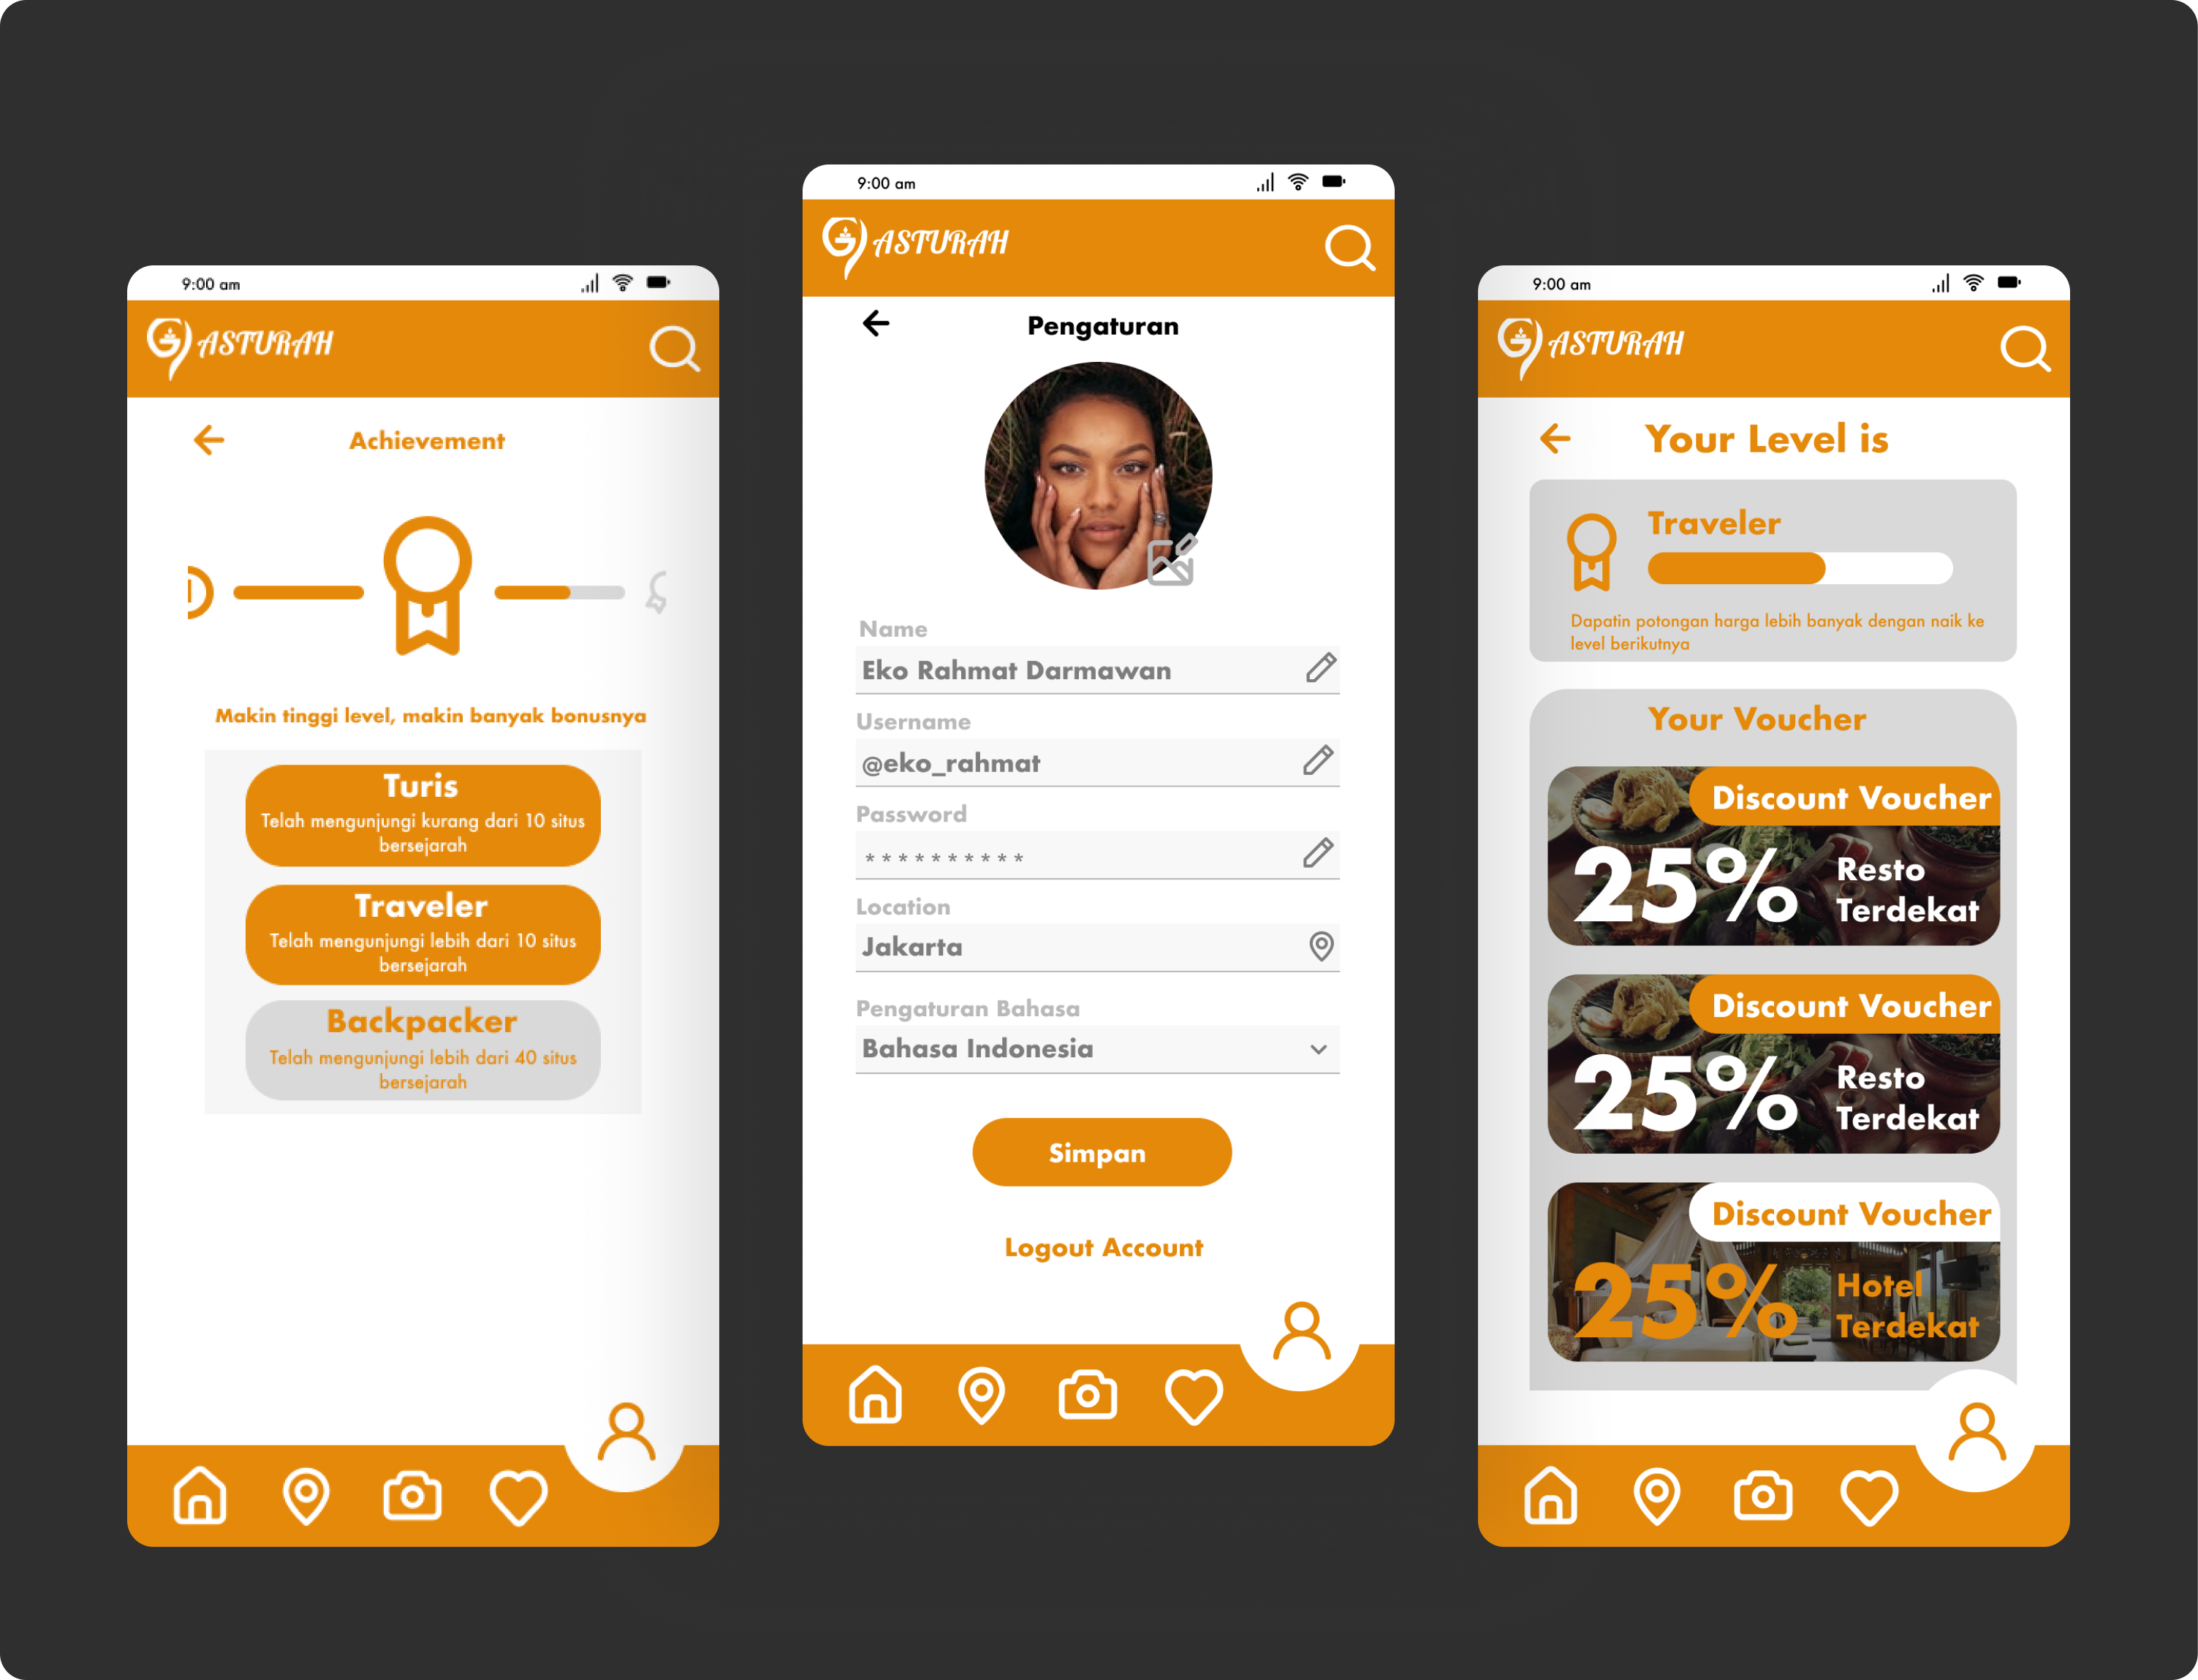 9:00 am
GASTURAH
Achievement
Makin tinggi level, makin banyak bonusnya
Turis
Telah mengunjungi kurang dari 10 situs
bersejarah
Traveler
Telah mengunjungi lebih dari 10 situs
bersejarah
Backpacker
Telah mengunjungi lebih dari 40 situs
bersejarah
9:00 am
GASTURAH
Pengaturan
Name
Eko Rahmat Darmawan
Username
@eko_rahmat
Password
* * * * * * * * * *
Location
Jakarta
Pengaturan Bahasa
Bahasa Indonesia
Simpan
Logout Account
9:00 am
GASTURAH
Your Level is
Traveler
Dapatin potongan harga lebih banyak dengan naik ke
level berikutnya
Your Voucher
Discount Voucher
25%
Resto
Terdekat
Discount Voucher
25%
Resto
Terdekat
Discount Voucher
25%
Hotel
Terdekat